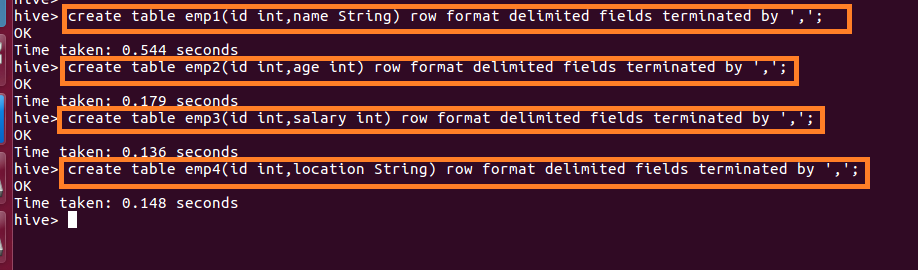 hive>
hive> create table emp1(id int,name String) row format delimited fields terminated by ',';
OK
Time taken: 0.544 seconds
hive> create table emp2(id int,age int) row format delimited fields terminated by ',';
OK
Time taken: 0.179 seconds
hive> create table emp3(id int,salary int) row format delimited fields terminated by ',';
OK
Time taken: 0.136 seconds
hive> create table emp4(id int,location String) row format delimited fields terminated by ',';
OK
Time taken: 0.148 seconds
hive>